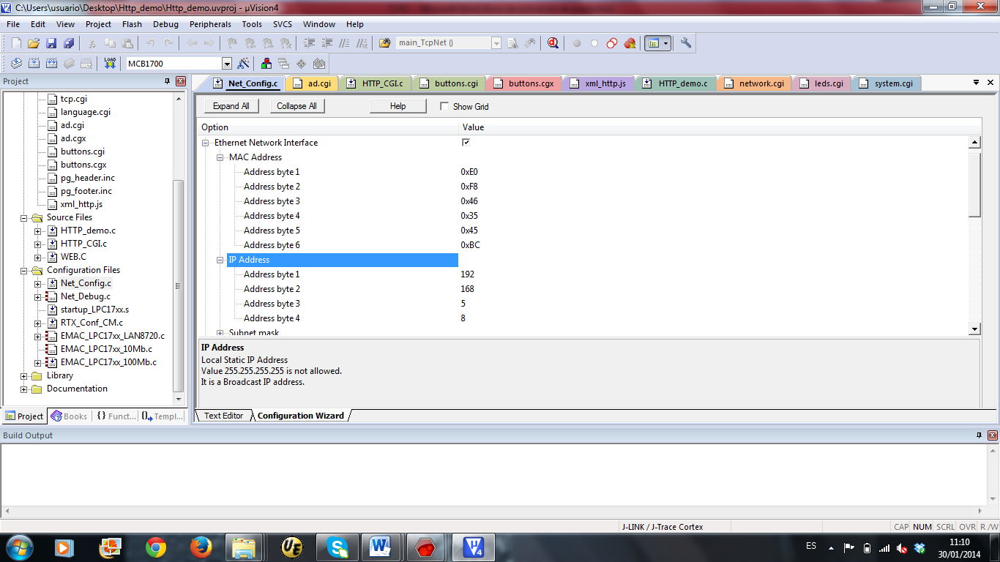 C:\Users\usuario\Desktop\Http_demo\Http_demo.uvproj - µVision4
File Edit View Project Flash Debug Peripherals Tools SVCS Window Help
main_TcpNet ()
LOAD MCB1700
Project
Net_Config.c ad.cgi HTTP_CGI.c buttons.cgi buttons.cgx xml_http.js HTTP_demo.c network.cgi leds.cgi system.cgi
tcp.cgi
language.cgi
ad.cgi
ad.cgx
buttons.cgi
buttons.cgx
pg_header.inc
pg_footer.inc
xml_http.js
Source Files
HTTP_demo.c
HTTP_CGI.c
WEB.C
Configuration Files
Net_Config.c
Net_Debug.c
startup_LPC17xx.s
RTX_Conf_CM.c
EMAC_LPC17xx_LAN8720.c
EMAC_LPC17xx_10Mb.c
EMAC_LPC17xx_100Mb.c
Library
Documentation
Project Books {} Funct... 0 Templ...
Expand All Collapse All Help Show Grid
Option Value
Ethernet Network Interface
MAC Address
Address byte 1 0xE0
Address byte 2 0xF8
Address byte 3 0x46
Address byte 4 0x35
Address byte 5 0x45
Address byte 6 0xBC
IP Address
Address byte 1 192
Address byte 2 168
Address byte 3 5
Address byte 4 8
Subnet mask
IP Address
Local Static IP Address
Value 255.255.255.255 is not allowed.
It is a Broadcast IP address.
Text Editor Configuration Wizard
Build Output
J-LINK / J-Trace Cortex CAP NUM SCRL OVR R /W
ES 11:10
30/01/2014